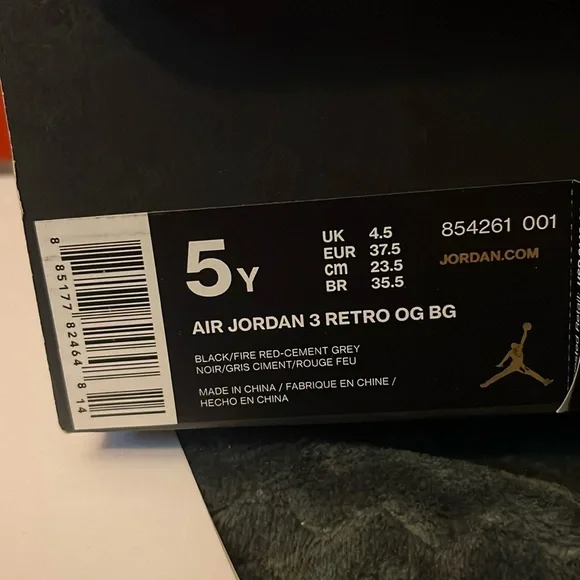 8 85177 82464 8 14
5Y
UK 4.5
EUR 37.5
cm 23.5
BR 35.5
854261 001
JORDAN.COM
AIR JORDAN 3 RETRO OG BG
BLACK/FIRE RED-CEMENT GREY
NOIR/GRIS CIMENT/ROUGE FEU
MADE IN CHINA / FABRIQUE EN CHINE /
HECHO EN CHINA